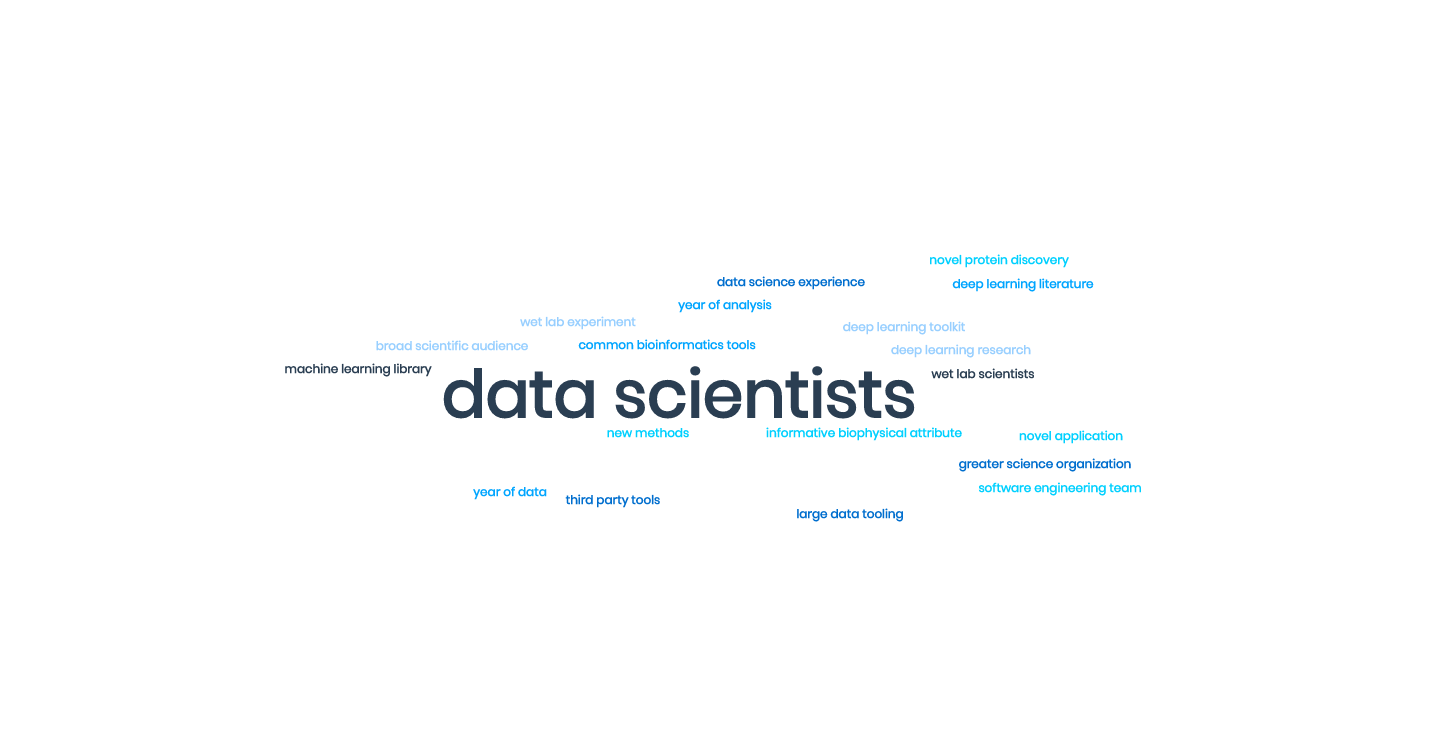 novel protein discovery
data science experience
deep learning literature
year of analysis
wet lab experiment
deep learning toolkit
broad scientific audience
common bioinformatics tools
deep learning research
machine learning library
wet lab scientists
data scientists
new methods
informative biophysical attribute
novel application
greater science organization
software engineering team
year of data
third party tools
large data tooling